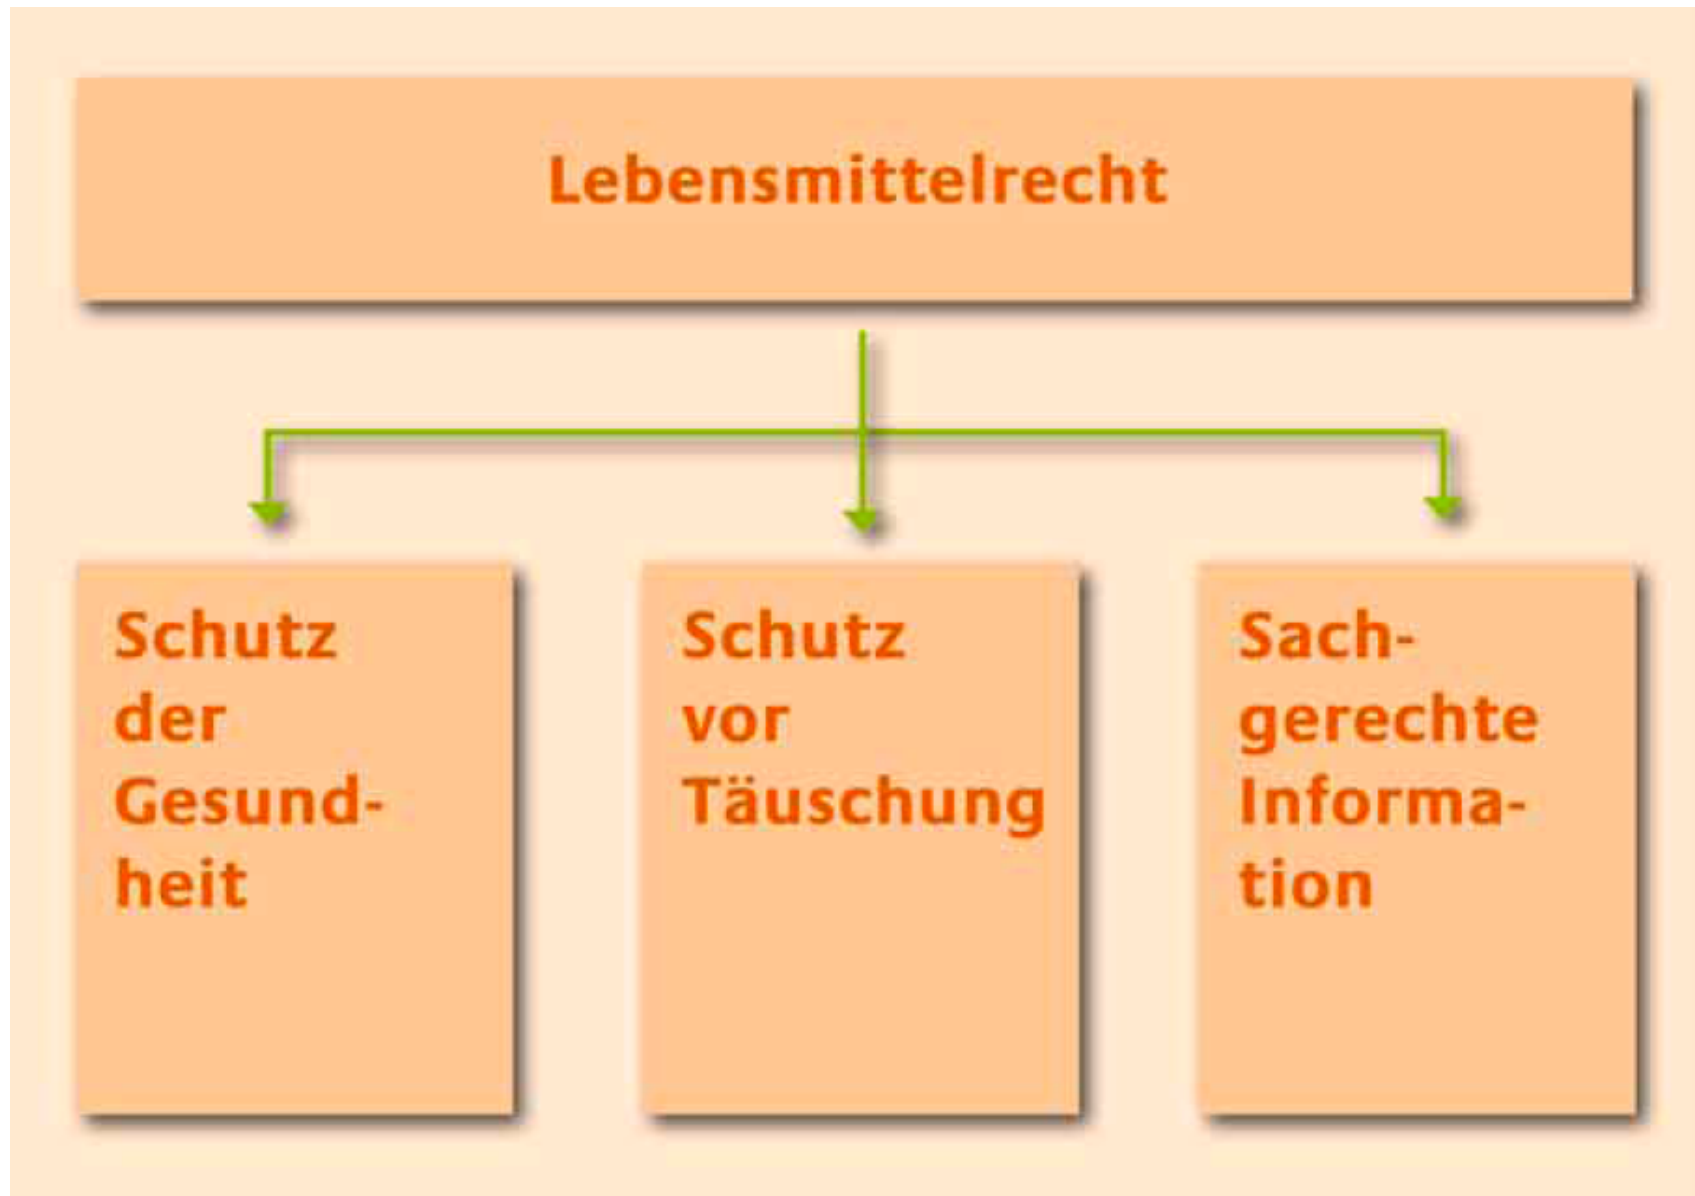 Lebensmittelrecht
Schutz
der
Gesund-
heit
Schutz
vor
Täuschung
Sach-
gerechte
Informa-
tion